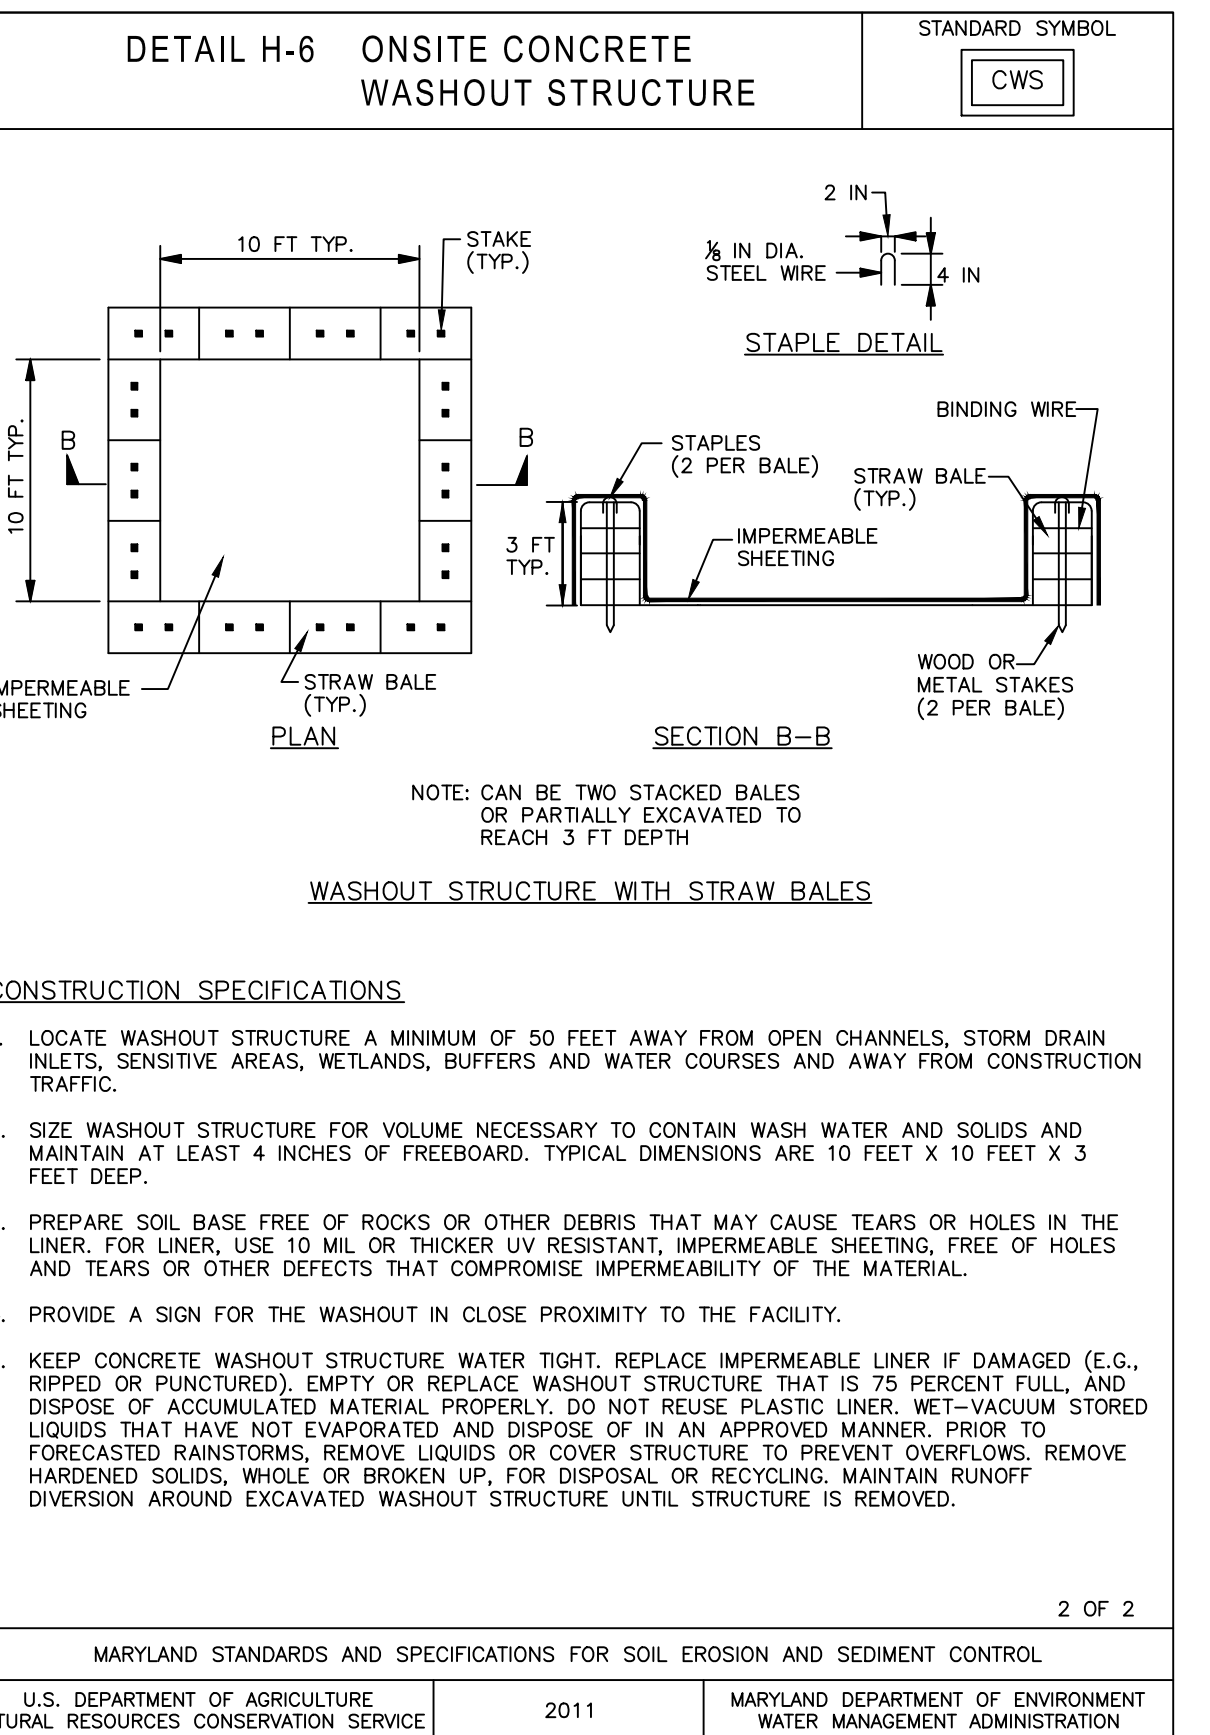 DETAIL H-6 ONSITE CONCRETE
WASHOUT STRUCTURE
STANDARD SYMBOL
CWS
10 FT TYP.
STAKE
(TYP.)
10 FT TYP.
B
B
IMPERMEABLE
SHEETING
STRAW BALE
(TYP.)
PLAN
2 IN
⅛ IN DIA.
STEEL WIRE
4 IN
STAPLE DETAIL
BINDING WIRE
STAPLES
(2 PER BALE)
STRAW BALE
(TYP.)
3 FT
TYP.
IMPERMEABLE
SHEETING
WOOD OR
METAL STAKES
(2 PER BALE)
SECTION B-B
NOTE: CAN BE TWO STACKED BALES
OR PARTIALLY EXCAVATED TO
REACH 3 FT DEPTH
WASHOUT STRUCTURE WITH STRAW BALES
CONSTRUCTION SPECIFICATIONS
. LOCATE WASHOUT STRUCTURE A MINIMUM OF 50 FEET AWAY FROM OPEN CHANNELS, STORM DRAIN
INLETS, SENSITIVE AREAS, WETLANDS, BUFFERS AND WATER COURSES AND AWAY FROM CONSTRUCTION
TRAFFIC.
. SIZE WASHOUT STRUCTURE FOR VOLUME NECESSARY TO CONTAIN WASH WATER AND SOLIDS AND
MAINTAIN AT LEAST 4 INCHES OF FREEBOARD. TYPICAL DIMENSIONS ARE 10 FEET X 10 FEET X 3
FEET DEEP.
. PREPARE SOIL BASE FREE OF ROCKS OR OTHER DEBRIS THAT MAY CAUSE TEARS OR HOLES IN THE
LINER. FOR LINER, USE 10 MIL OR THICKER UV RESISTANT, IMPERMEABLE SHEETING, FREE OF HOLES
AND TEARS OR OTHER DEFECTS THAT COMPROMISE IMPERMEABILITY OF THE MATERIAL.
. PROVIDE A SIGN FOR THE WASHOUT IN CLOSE PROXIMITY TO THE FACILITY.
. KEEP CONCRETE WASHOUT STRUCTURE WATER TIGHT. REPLACE IMPERMEABLE LINER IF DAMAGED (E.G.,
RIPPED OR PUNCTURED). EMPTY OR REPLACE WASHOUT STRUCTURE THAT IS 75 PERCENT FULL, AND
DISPOSE OF ACCUMULATED MATERIAL PROPERLY. DO NOT REUSE PLASTIC LINER. WET-VACUUM STORED
LIQUIDS THAT HAVE NOT EVAPORATED AND DISPOSE OF IN AN APPROVED MANNER. PRIOR TO
FORECASTED RAINSTORMS, REMOVE LIQUIDS OR COVER STRUCTURE TO PREVENT OVERFLOWS. REMOVE
HARDENED SOLIDS, WHOLE OR BROKEN UP, FOR DISPOSAL OR RECYCLING. MAINTAIN RUNOFF
DIVERSION AROUND EXCAVATED WASHOUT STRUCTURE UNTIL STRUCTURE IS REMOVED.
2 OF 2
MARYLAND STANDARDS AND SPECIFICATIONS FOR SOIL EROSION AND SEDIMENT CONTROL
U.S. DEPARTMENT OF AGRICULTURE
TURAL RESOURCES CONSERVATION SERVICE
2011
MARYLAND DEPARTMENT OF ENVIRONMENT
WATER MANAGEMENT ADMINISTRATION